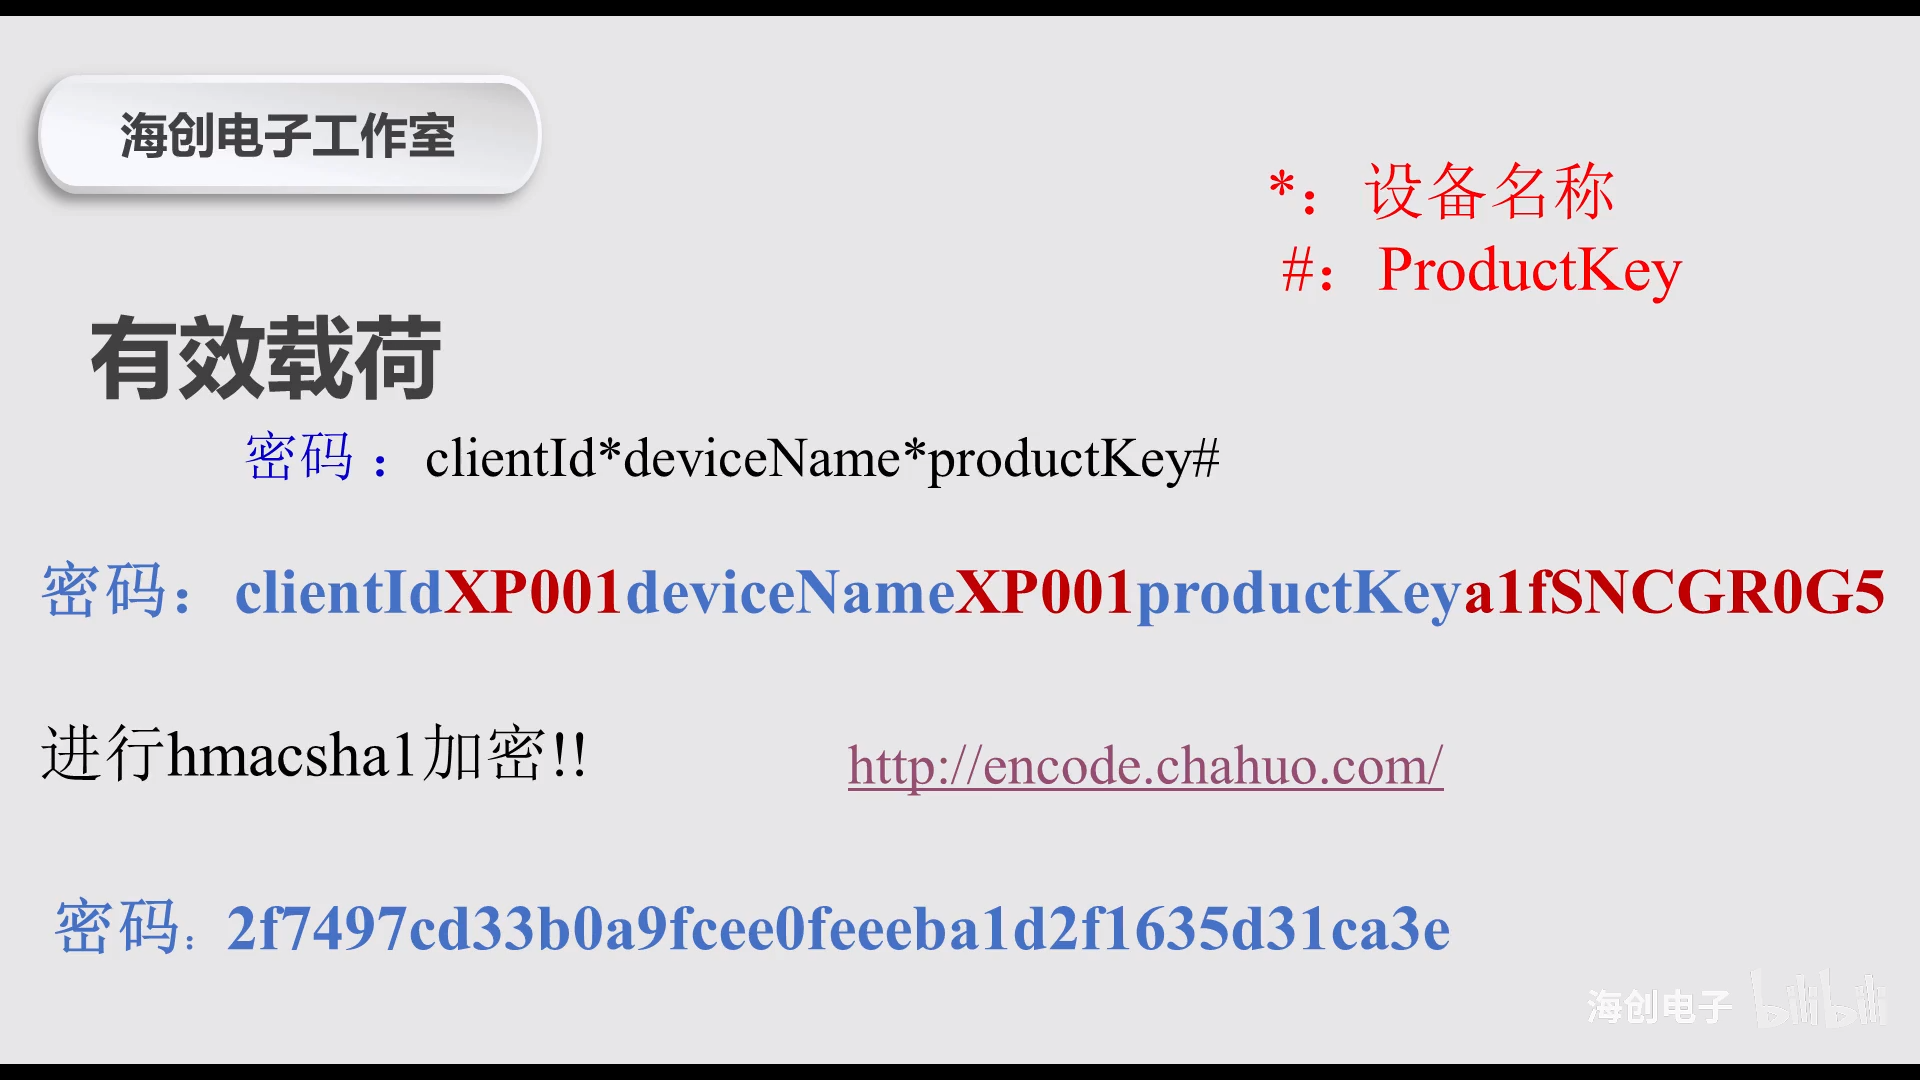 海创电子工作室
*：设备名称
#：ProductKey
有效载荷
密码 ：clientId*deviceName*productKey#
密码：clientIdXP001deviceNameXP001productKeya1fSNCGR0G5
进行hmacsha1加密!!
http://encode.chahuo.com/
密码：2f7497cd33b0a9fcee0feeeba1d2f1635d31ca3e
海创电子 bilibili